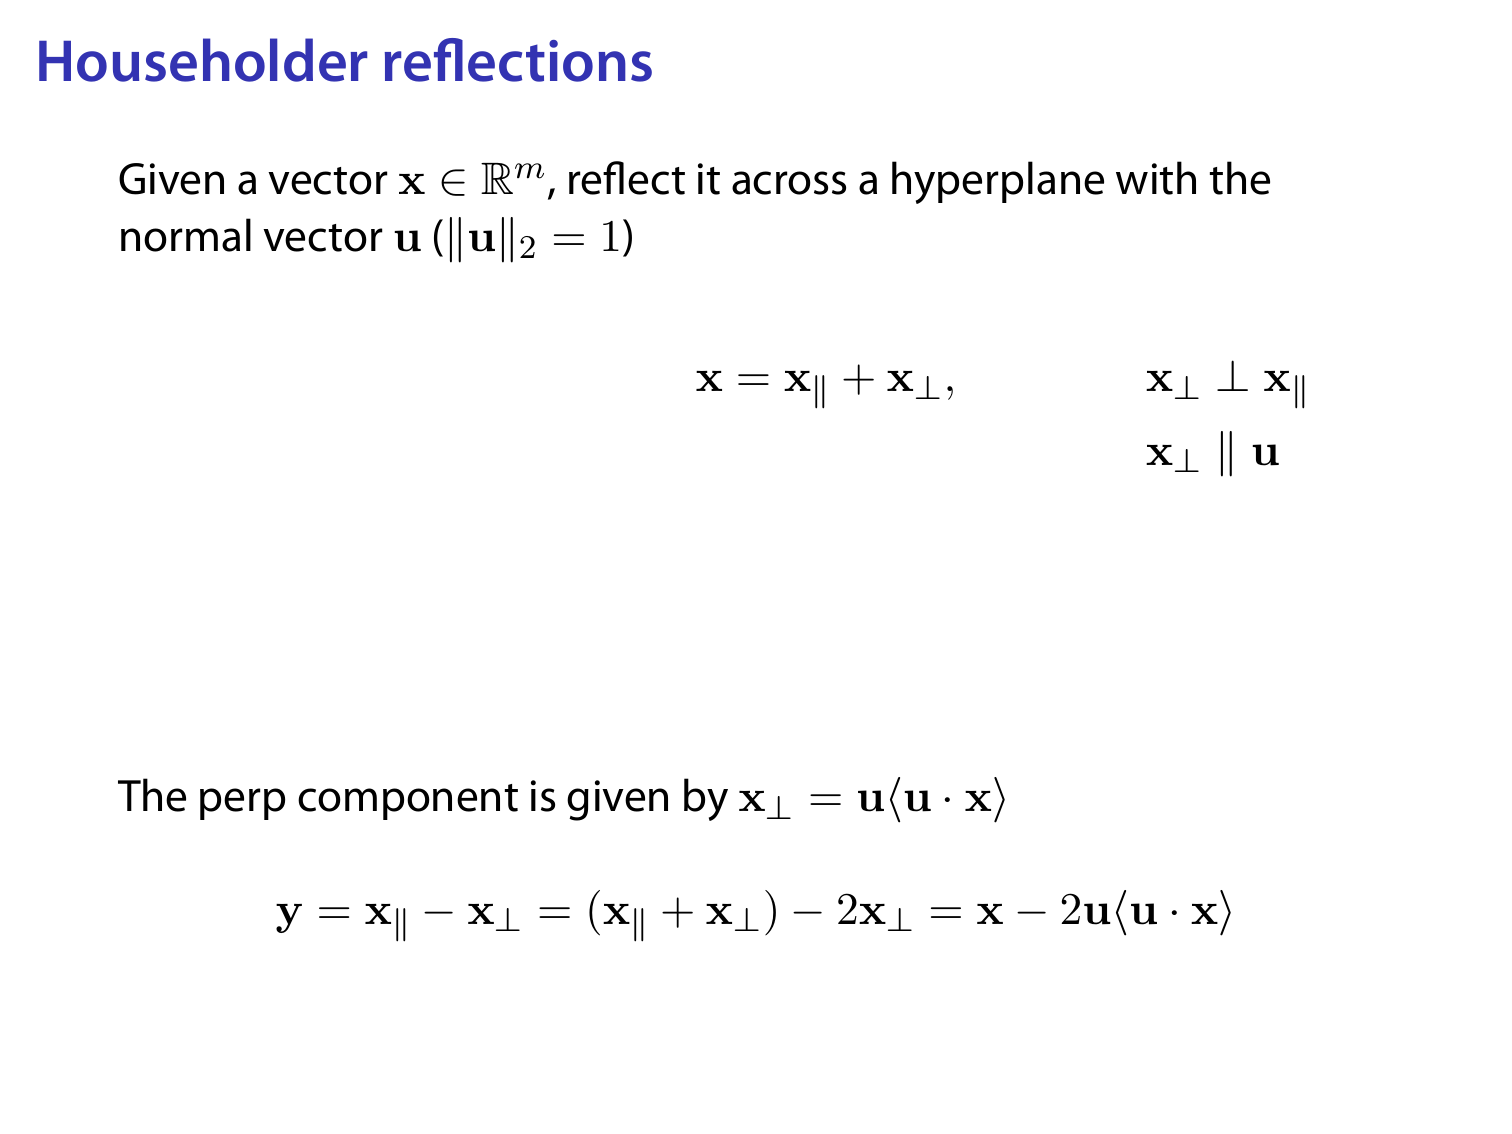 Householder reflections
Given a vector x ∈ ℝ^m, reflect it across a hyperplane with the
normal vector u (‖u‖₂ = 1)
x = x_∥ + x_⊥, x_⊥ ⊥ x_∥
x_⊥ ∥ u
The perp component is given by x_⊥ = u⟨u · x⟩
y = x_∥ − x_⊥ = (x_∥ + x_⊥) − 2x_⊥ = x − 2u⟨u · x⟩